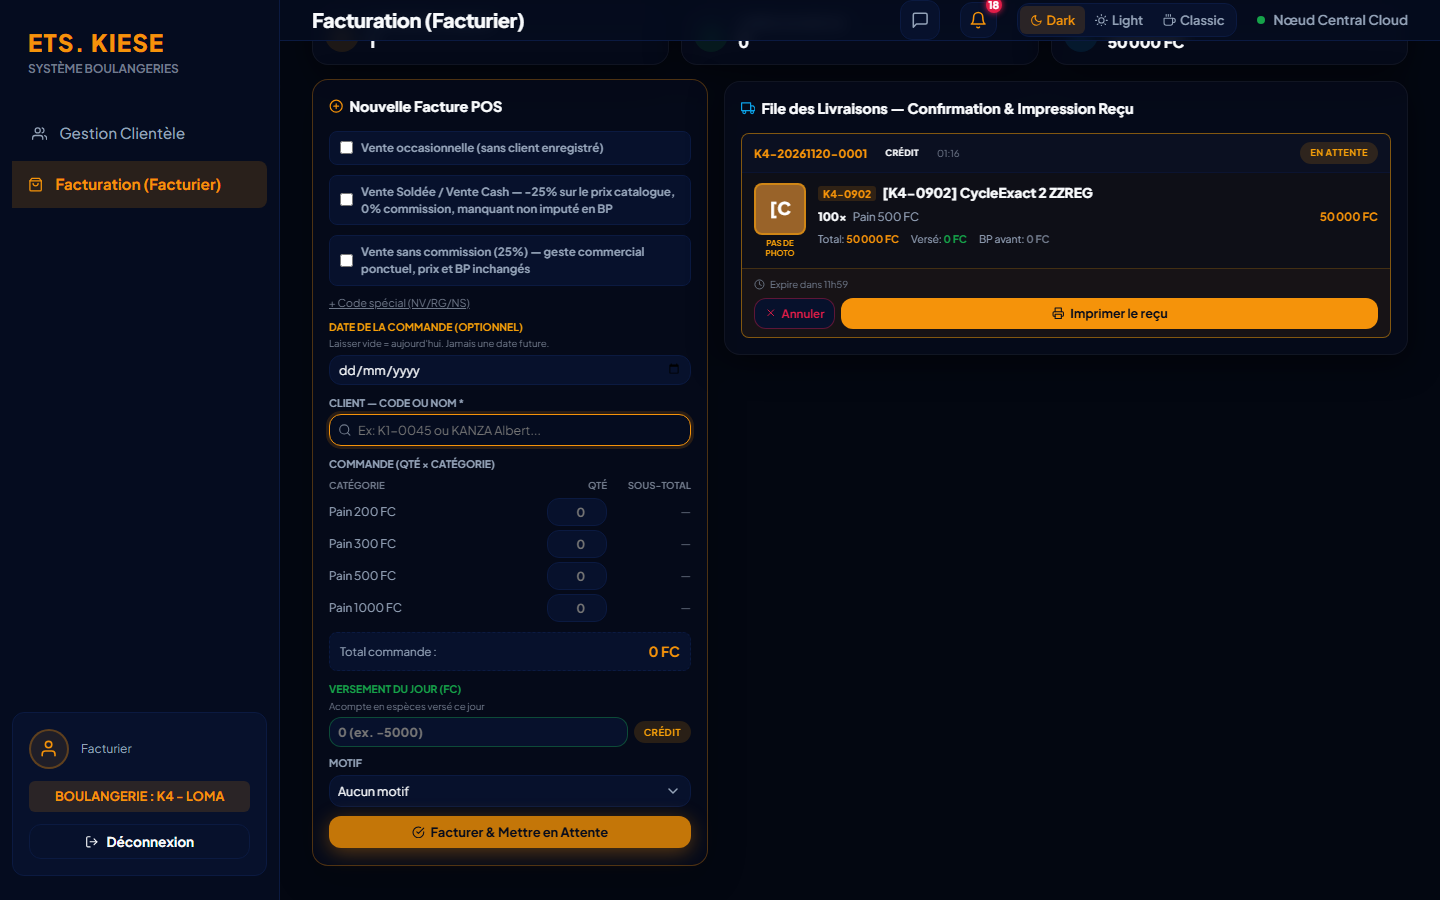 ETS. KIESE
SYSTÈME BOULANGERIES
Gestion Clientèle
Facturation (Facturier)
Facturier
BOULANGERIE : K4 - LOMA
Déconnexion
Facturation (Facturier)
18
Dark
Light
Classic
Nœud Central Cloud
1
0
50 000 FC
Nouvelle Facture POS
Vente occasionnelle (sans client enregistré)
Vente Soldée / Vente Cash — -25% sur le prix catalogue,
0% commission, manquant non imputé en BP
Vente sans commission (25%) — geste commercial
ponctuel, prix et BP inchangés
+ Code spécial (NV/RG/NS)
DATE DE LA COMMANDE (OPTIONNEL)
Laisser vide = aujourd'hui. Jamais une date future.
dd/mm/yyyy
CLIENT — CODE OU NOM *
Ex: K1-0045 ou KANZA Albert...
COMMANDE (QTÉ × CATÉGORIE)
CATÉGORIE QTÉ SOUS-TOTAL
Pain 200 FC 0 —
Pain 300 FC 0 —
Pain 500 FC 0 —
Pain 1000 FC 0 —
Total commande : 0 FC
VERSEMENT DU JOUR (FC)
Acompte en espèces versé ce jour
0 (ex. -5000) CRÉDIT
MOTIF
Aucun motif
Facturer & Mettre en Attente
File des Livraisons — Confirmation & Impression Reçu
K4-20261120-0001 CRÉDIT 01:16 EN ATTENTE
[C
PAS DE
PHOTO
K4-0902 [K4-0902] CycleExact 2 ZZREG
100× Pain 500 FC 50 000 FC
Total: 50 000 FC Versé: 0 FC BP avant: 0 FC
Expire dans 11h59
Annuler
Imprimer le reçu